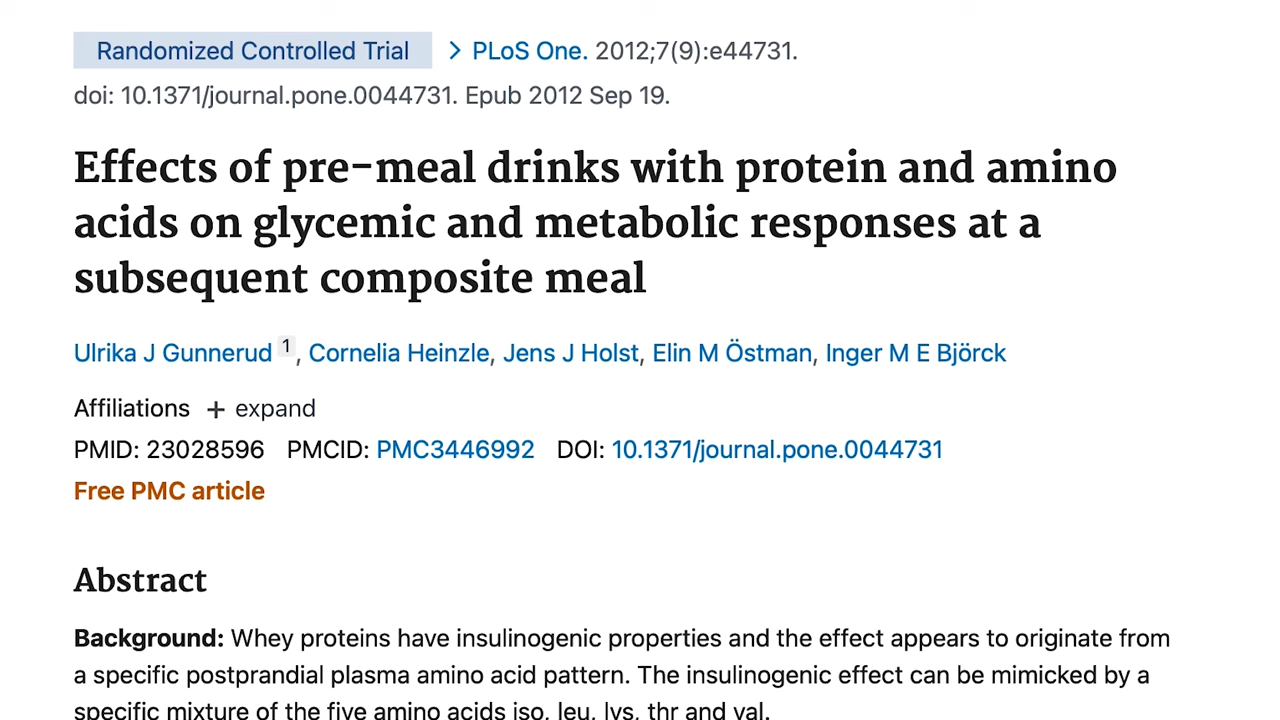 Randomized Controlled Trial > PLoS One. 2012;7(9):e44731.
doi: 10.1371/journal.pone.0044731. Epub 2012 Sep 19.
Effects of pre-meal drinks with protein and amino
acids on glycemic and metabolic responses at a
subsequent composite meal
Ulrika J Gunnerud 1, Cornelia Heinzle, Jens J Holst, Elin M Östman, Inger M E Björck
Affiliations + expand
PMID: 23028596 PMCID: PMC3446992 DOI: 10.1371/journal.pone.0044731
Free PMC article
Abstract
Background: Whey proteins have insulinogenic properties and the effect appears to originate from
a specific postprandial plasma amino acid pattern. The insulinogenic effect can be mimicked by a
specific mixture of the five amino acids iso, leu, lys, thr and val.